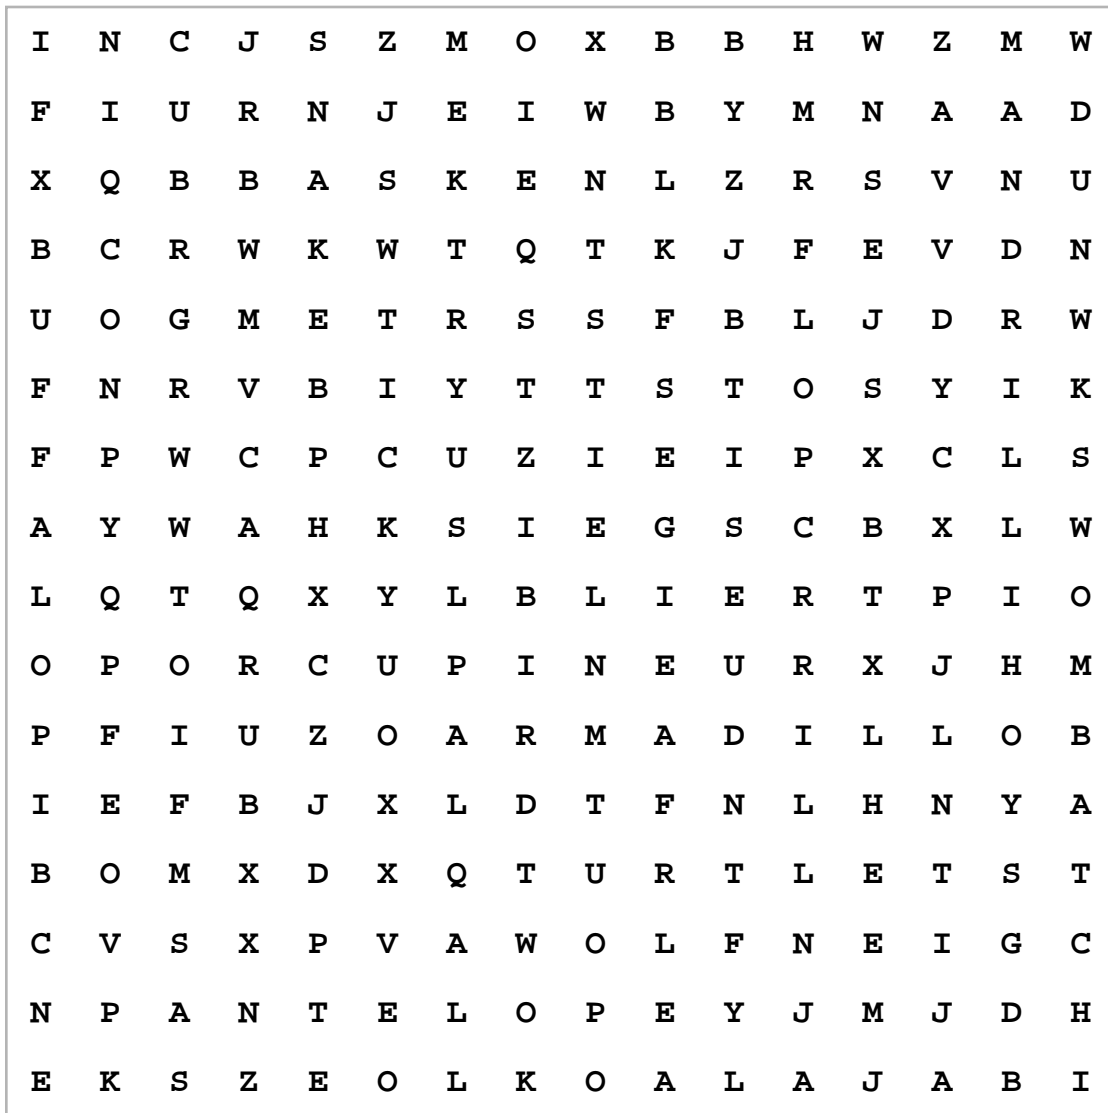 I N C J S Z M O X B B H W Z M W
F I U R N J E I W B Y M N A A D
X Q B B A S K E N L Z R S V N U
B C R W K W T Q T K J F E V D N
U O G M E T R S S F B L J D R W
F N R V B I Y T T S T O S Y I K
F P W C P C U Z I E I P X C L S
A Y W A H K S I E G S C B X L W
L Q T Q X Y L B L I E R T P I O
O P O R C U P I N E U R X J H M
P F I U Z O A R M A D I L L O B
I E F B J X L D T F N L H N Y A
B O M X D X Q T U R T L E T S T
C V S X P V A W O L F N E I G C
N P A N T E L O P E Y J M J D H
E K S Z E O L K O A L A J A B I